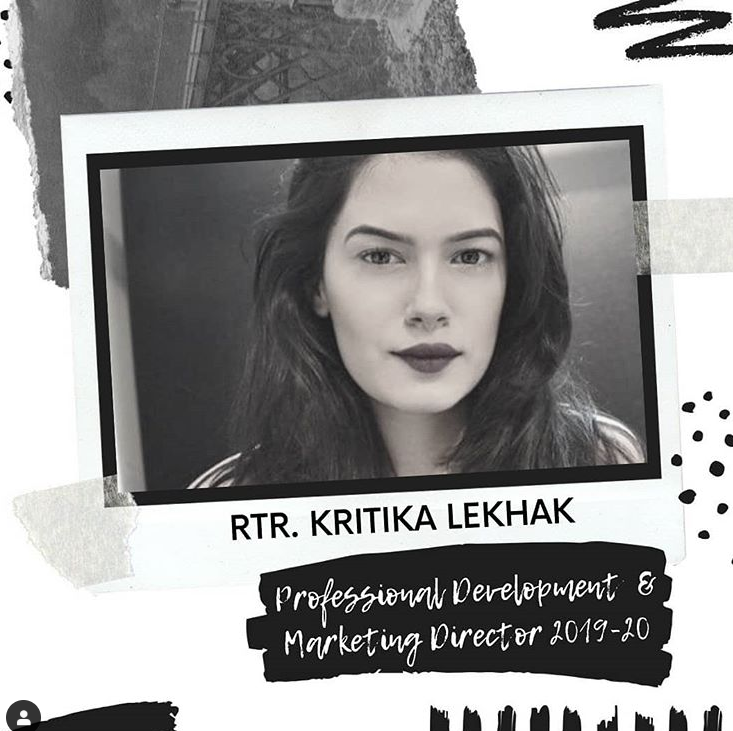 RTR. KRITIKA LEKHAK
Professional Development &
Marketing Director 2019-20